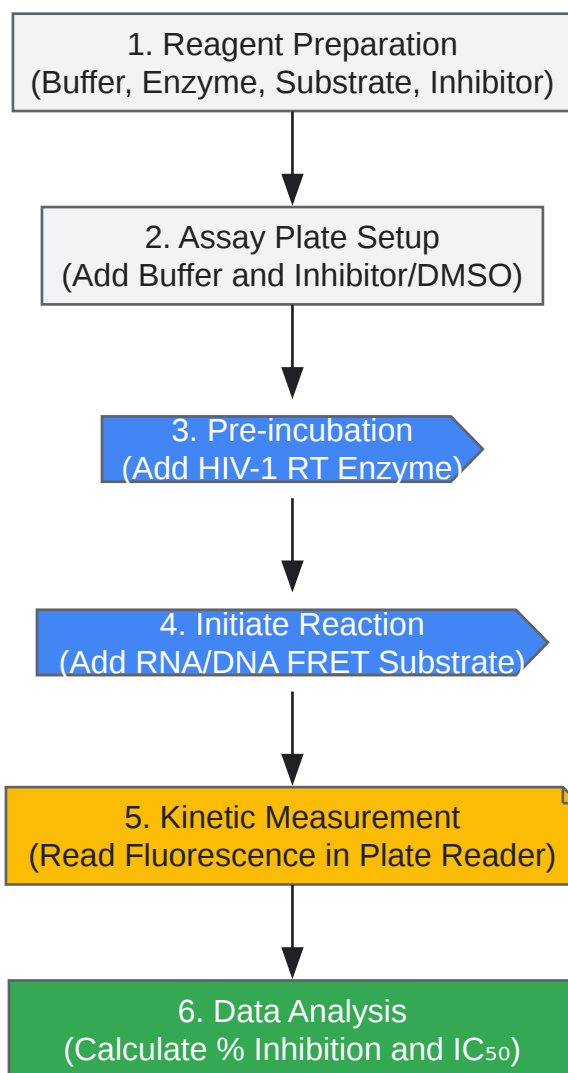 1. Reagent Preparation
(Buffer, Enzyme, Substrate, Inhibitor)
2. Assay Plate Setup
(Add Buffer and Inhibitor/DMSO)
3. Pre-incubation
(Add HIV-1 RT Enzyme)
4. Initiate Reaction
(Add RNA/DNA FRET Substrate)
5. Kinetic Measurement
(Read Fluorescence in Plate Reader)
6. Data Analysis
(Calculate % Inhibition and IC₅₀)